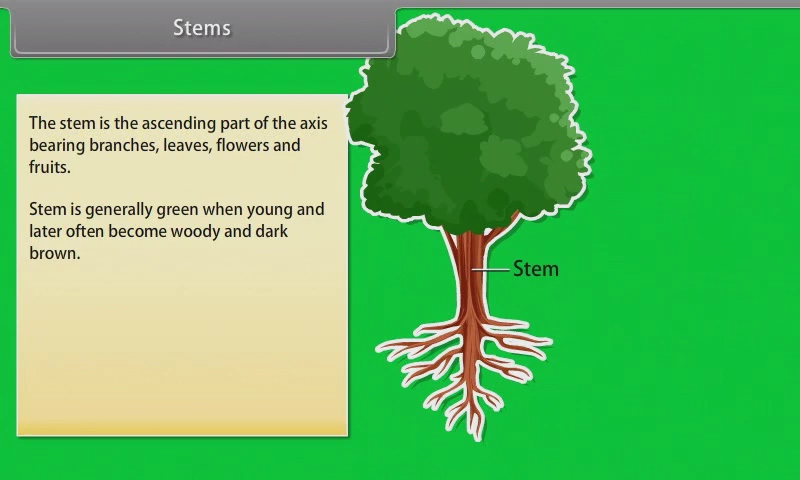 Stems
The stem is the ascending part of the axis
bearing branches, leaves, flowers and
fruits.
Stem is generally green when young and
later often become woody and dark
brown.
Stem